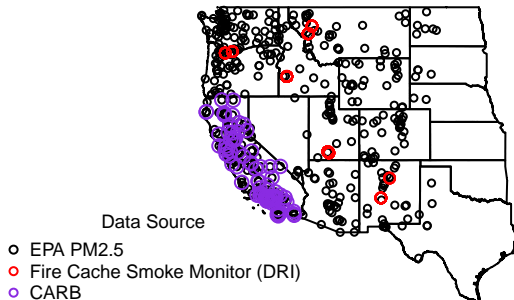 Data Source
EPA PM2.5
Fire Cache Smoke Monitor (DRI)
CARB